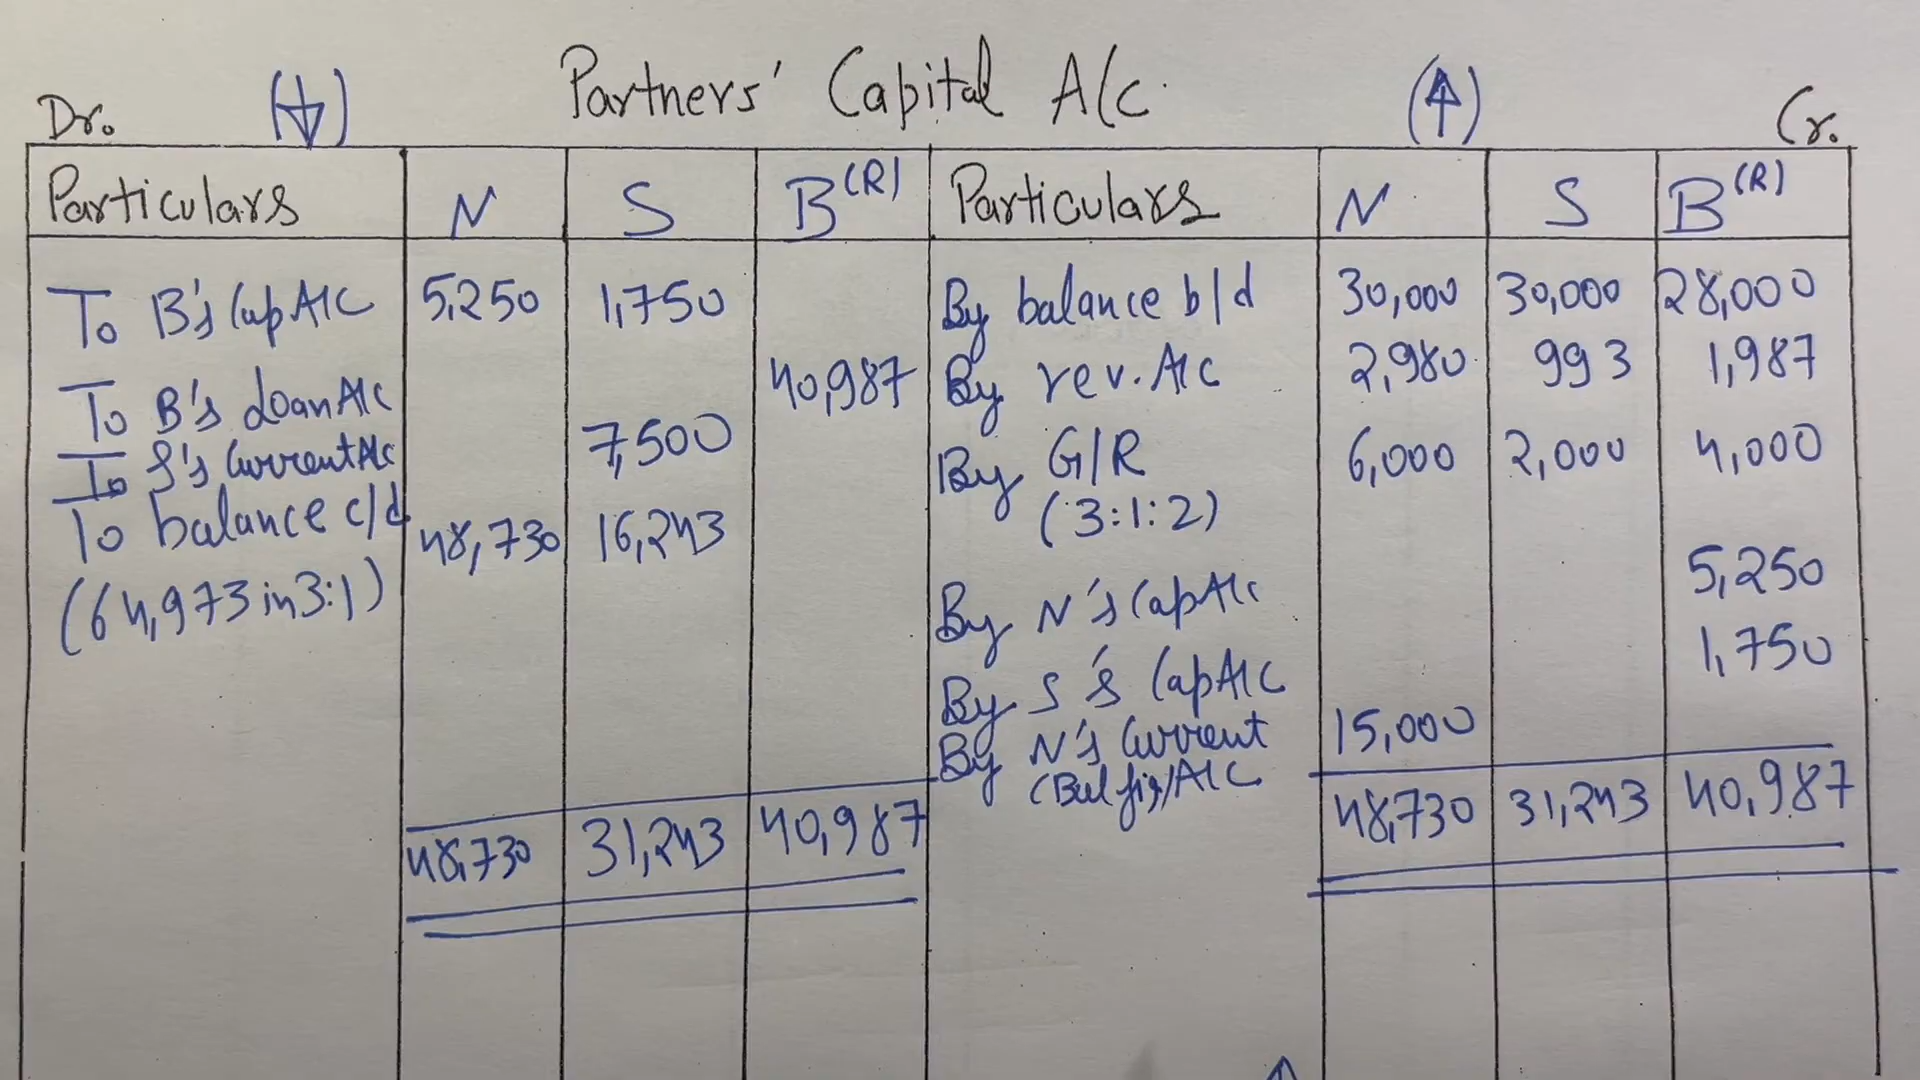 Partners' Capital A/c.
Dr. (↓) (↑) Cr.
Particulars N S B(R) Particulars N S B(R)
To B's Cap A/c 5,250 1,750 By balance b/d 30,000 30,000 28,000
To B's Loan A/c 40,987 By rev. A/c 2,980 993 1,987
To S's Current A/c 7,500 By G/R 6,000 2,000 4,000
(3:1:2)
To balance c/d 48,730 16,243
(64,973 in 3:1) By N's Cap A/c 5,250
By S's Cap A/c 1,750
By N's Current 15,000
(Bal fig) A/c
48,730 31,243 40,987 48,730 31,243 40,987